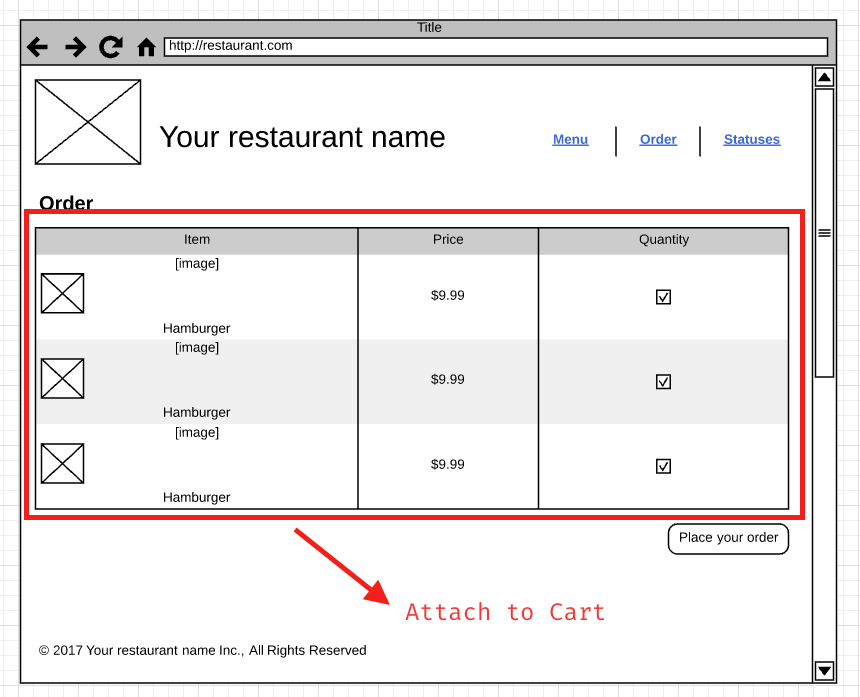 Title
http://restaurant.com
Your restaurant name
Menu
Order
Statuses
Order
Item
Price
Quantity
[image]
Hamburger
$9.99
[image]
Hamburger
$9.99
[image]
Hamburger
$9.99
Place your order
Attach to Cart
© 2017 Your restaurant name Inc., All Rights Reserved